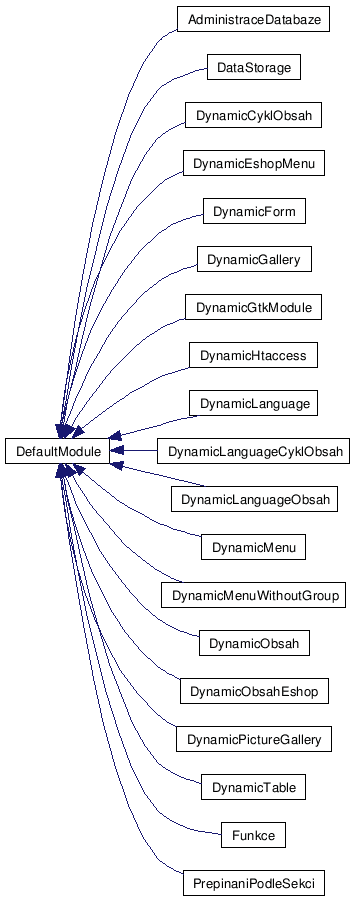 AdministraceDatabaze
DataStorage
DynamicCyklObsah
DynamicEshopMenu
DynamicForm
DynamicGallery
DynamicGtkModule
DynamicHtaccess
DynamicLanguage
DefaultModule
DynamicLanguageCyklObsah
DynamicLanguageObsah
DynamicMenu
DynamicMenuWithoutGroup
DynamicObsah
DynamicObsahEshop
DynamicPictureGallery
DynamicTable
Funkce
PrepinaniPodleSekci